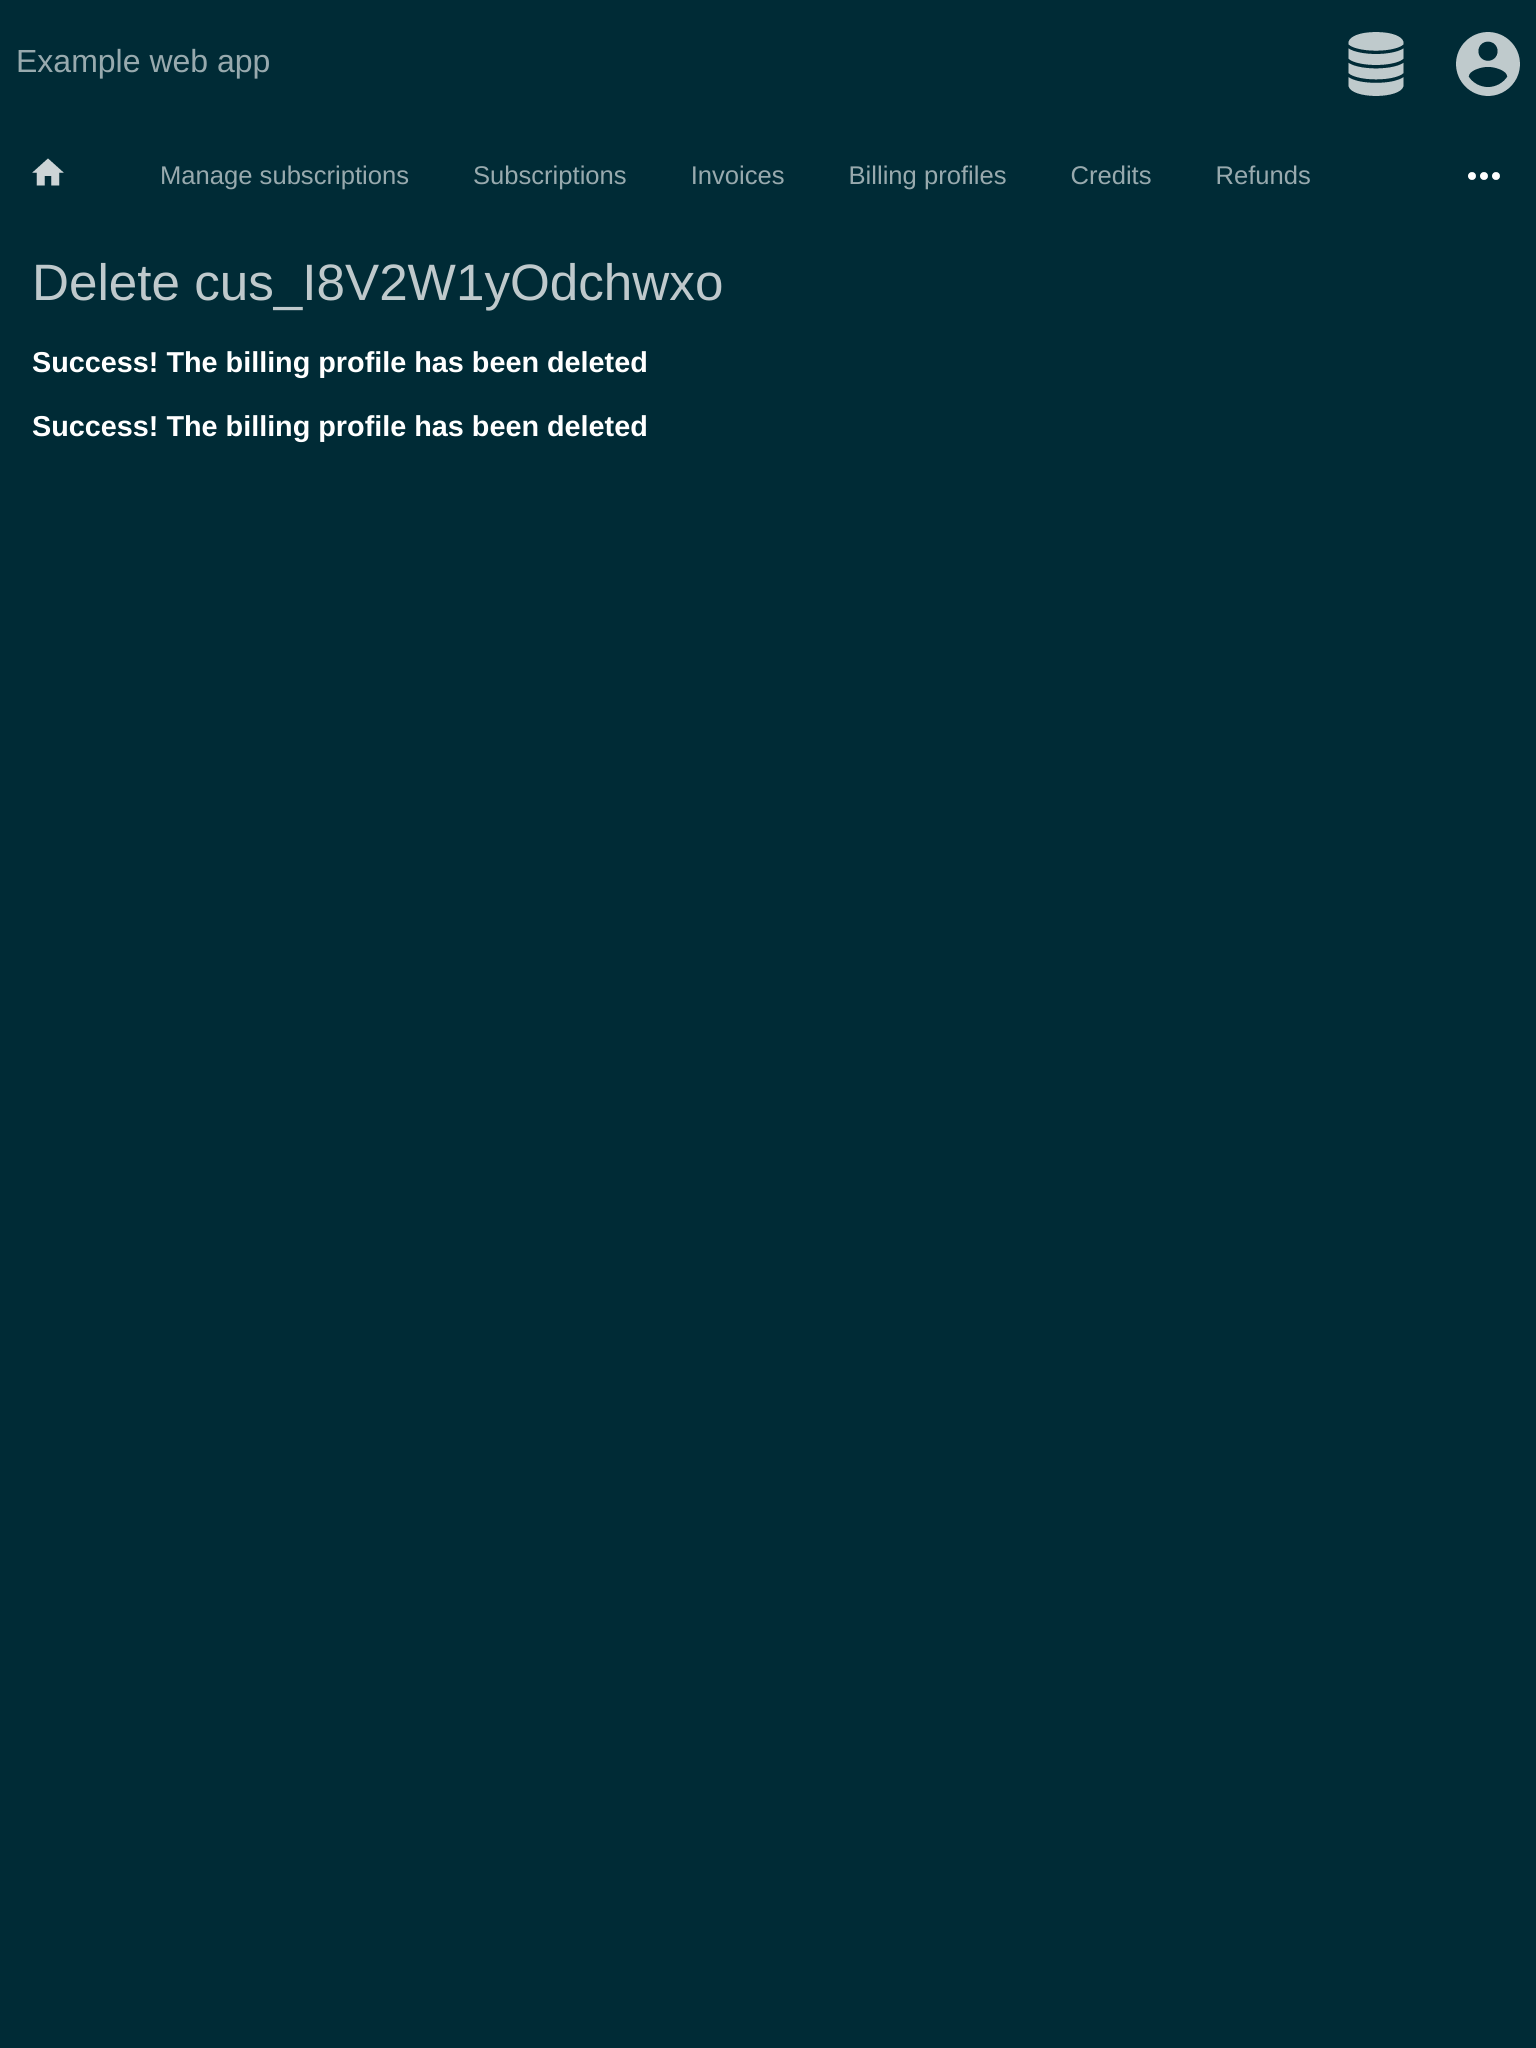 Example web app
Manage subscriptions Subscriptions Invoices Billing profiles Credits Refunds
Delete cus_I8V2W1yOdchwxo
Success! The billing profile has been deleted
Success! The billing profile has been deleted